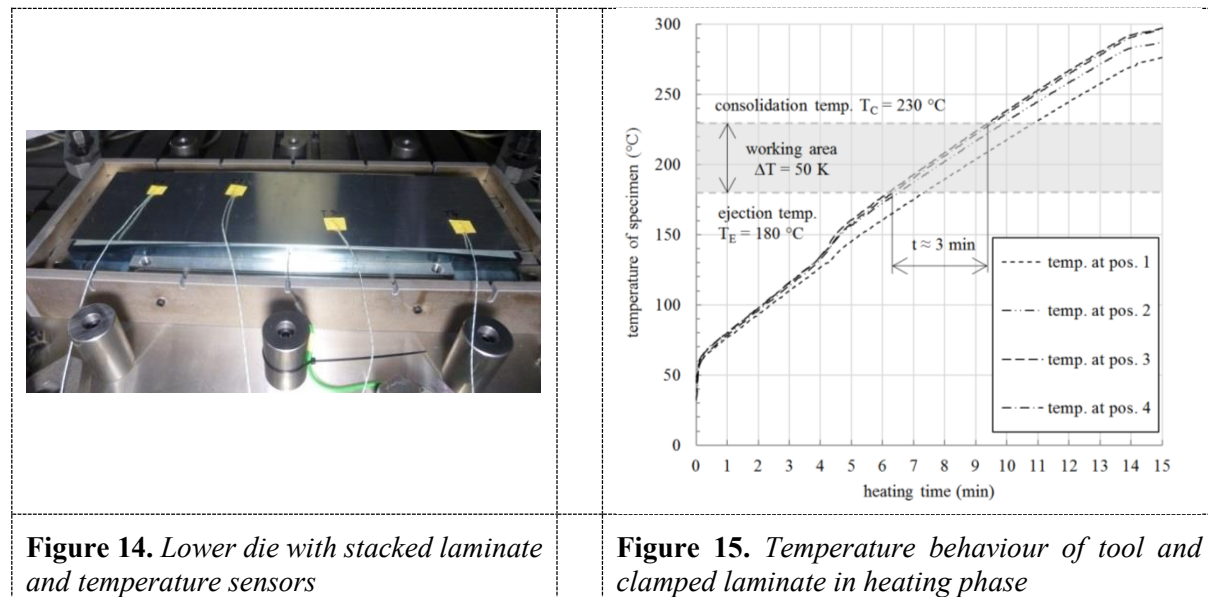 300
250
200
150
100
50
0
temperature of specimen (°C)
consolidation temp. T_C = 230 °C
working area
ΔT = 50 K
ejection temp.
T_E = 180 °C
t ≈ 3 min
temp. at pos. 1
temp. at pos. 2
temp. at pos. 3
temp. at pos. 4
0 1 2 3 4 5 6 7 8 9 10 11 12 13 14 15
heating time (min)
Figure 14. Lower die with stacked laminate
and temperature sensors
Figure 15. Temperature behaviour of tool and
clamped laminate in heating phase